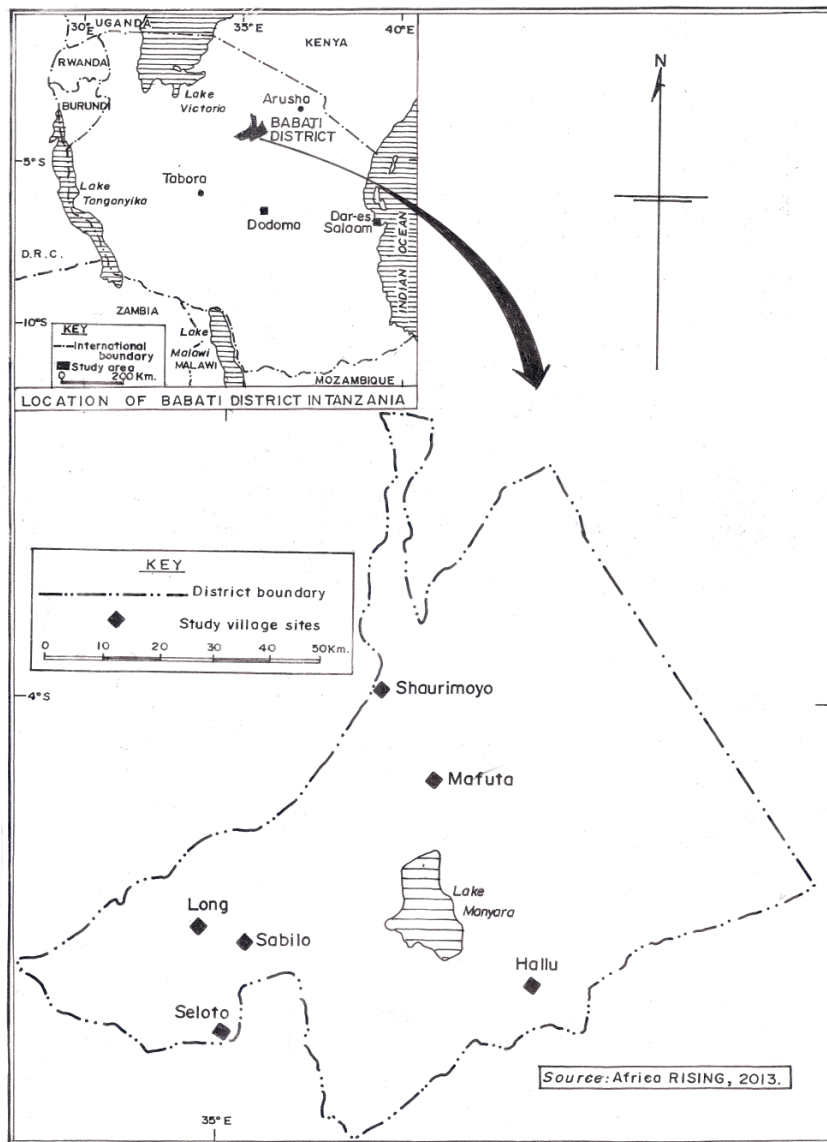 UGANDA
30°E
35°E
40°E
KENYA
RWANDA
Lake
Victoria
BURUNDI
Arusha
BABATI
DISTRICT
5°S
Tabora
Lake
Tanganyika
Dodoma
Dar-es
Salaam
D.R.C.
INDIAN OCEAN
ZAMBIA
10°S
KEY
International
boundary
Study area
0 200 Km.
Lake
Malawi
MALAWI
MOZAMBIQUE
LOCATION OF BABATI DISTRICT IN TANZANIA
N
KEY
District boundary
Study village sites
0 10 20 30 40 50 Km.
4°S
Shaurimoyo
Mafuta
Lake
Manyara
Long
Sabilo
Hallu
Seloto
Source: Africa RISING, 2013.
35°E